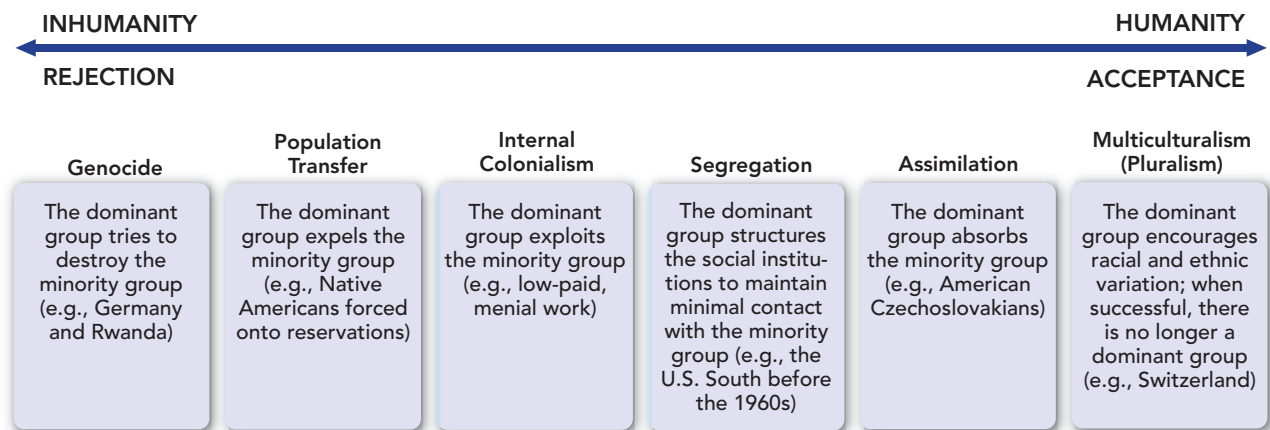 INHUMANITY
HUMANITY
REJECTION
ACCEPTANCE
Genocide
The dominant
group tries to
destroy the
minority group
(e.g., Germany
and Rwanda)
Population
Transfer
The dominant
group expels the
minority group
(e.g., Native
Americans forced
onto reservations)
Internal
Colonialism
The dominant
group exploits
the minority group
(e.g., low-paid,
menial work)
Segregation
The dominant
group structures
the social institu-
tions to maintain
minimal contact
with the minority
group (e.g., the
U.S. South before
the 1960s)
Assimilation
The dominant
group absorbs
the minority group
(e.g., American
Czechoslovakians)
Multiculturalism
(Pluralism)
The dominant
group encourages
racial and ethnic
variation; when
successful, there
is no longer a
dominant group
(e.g., Switzerland)